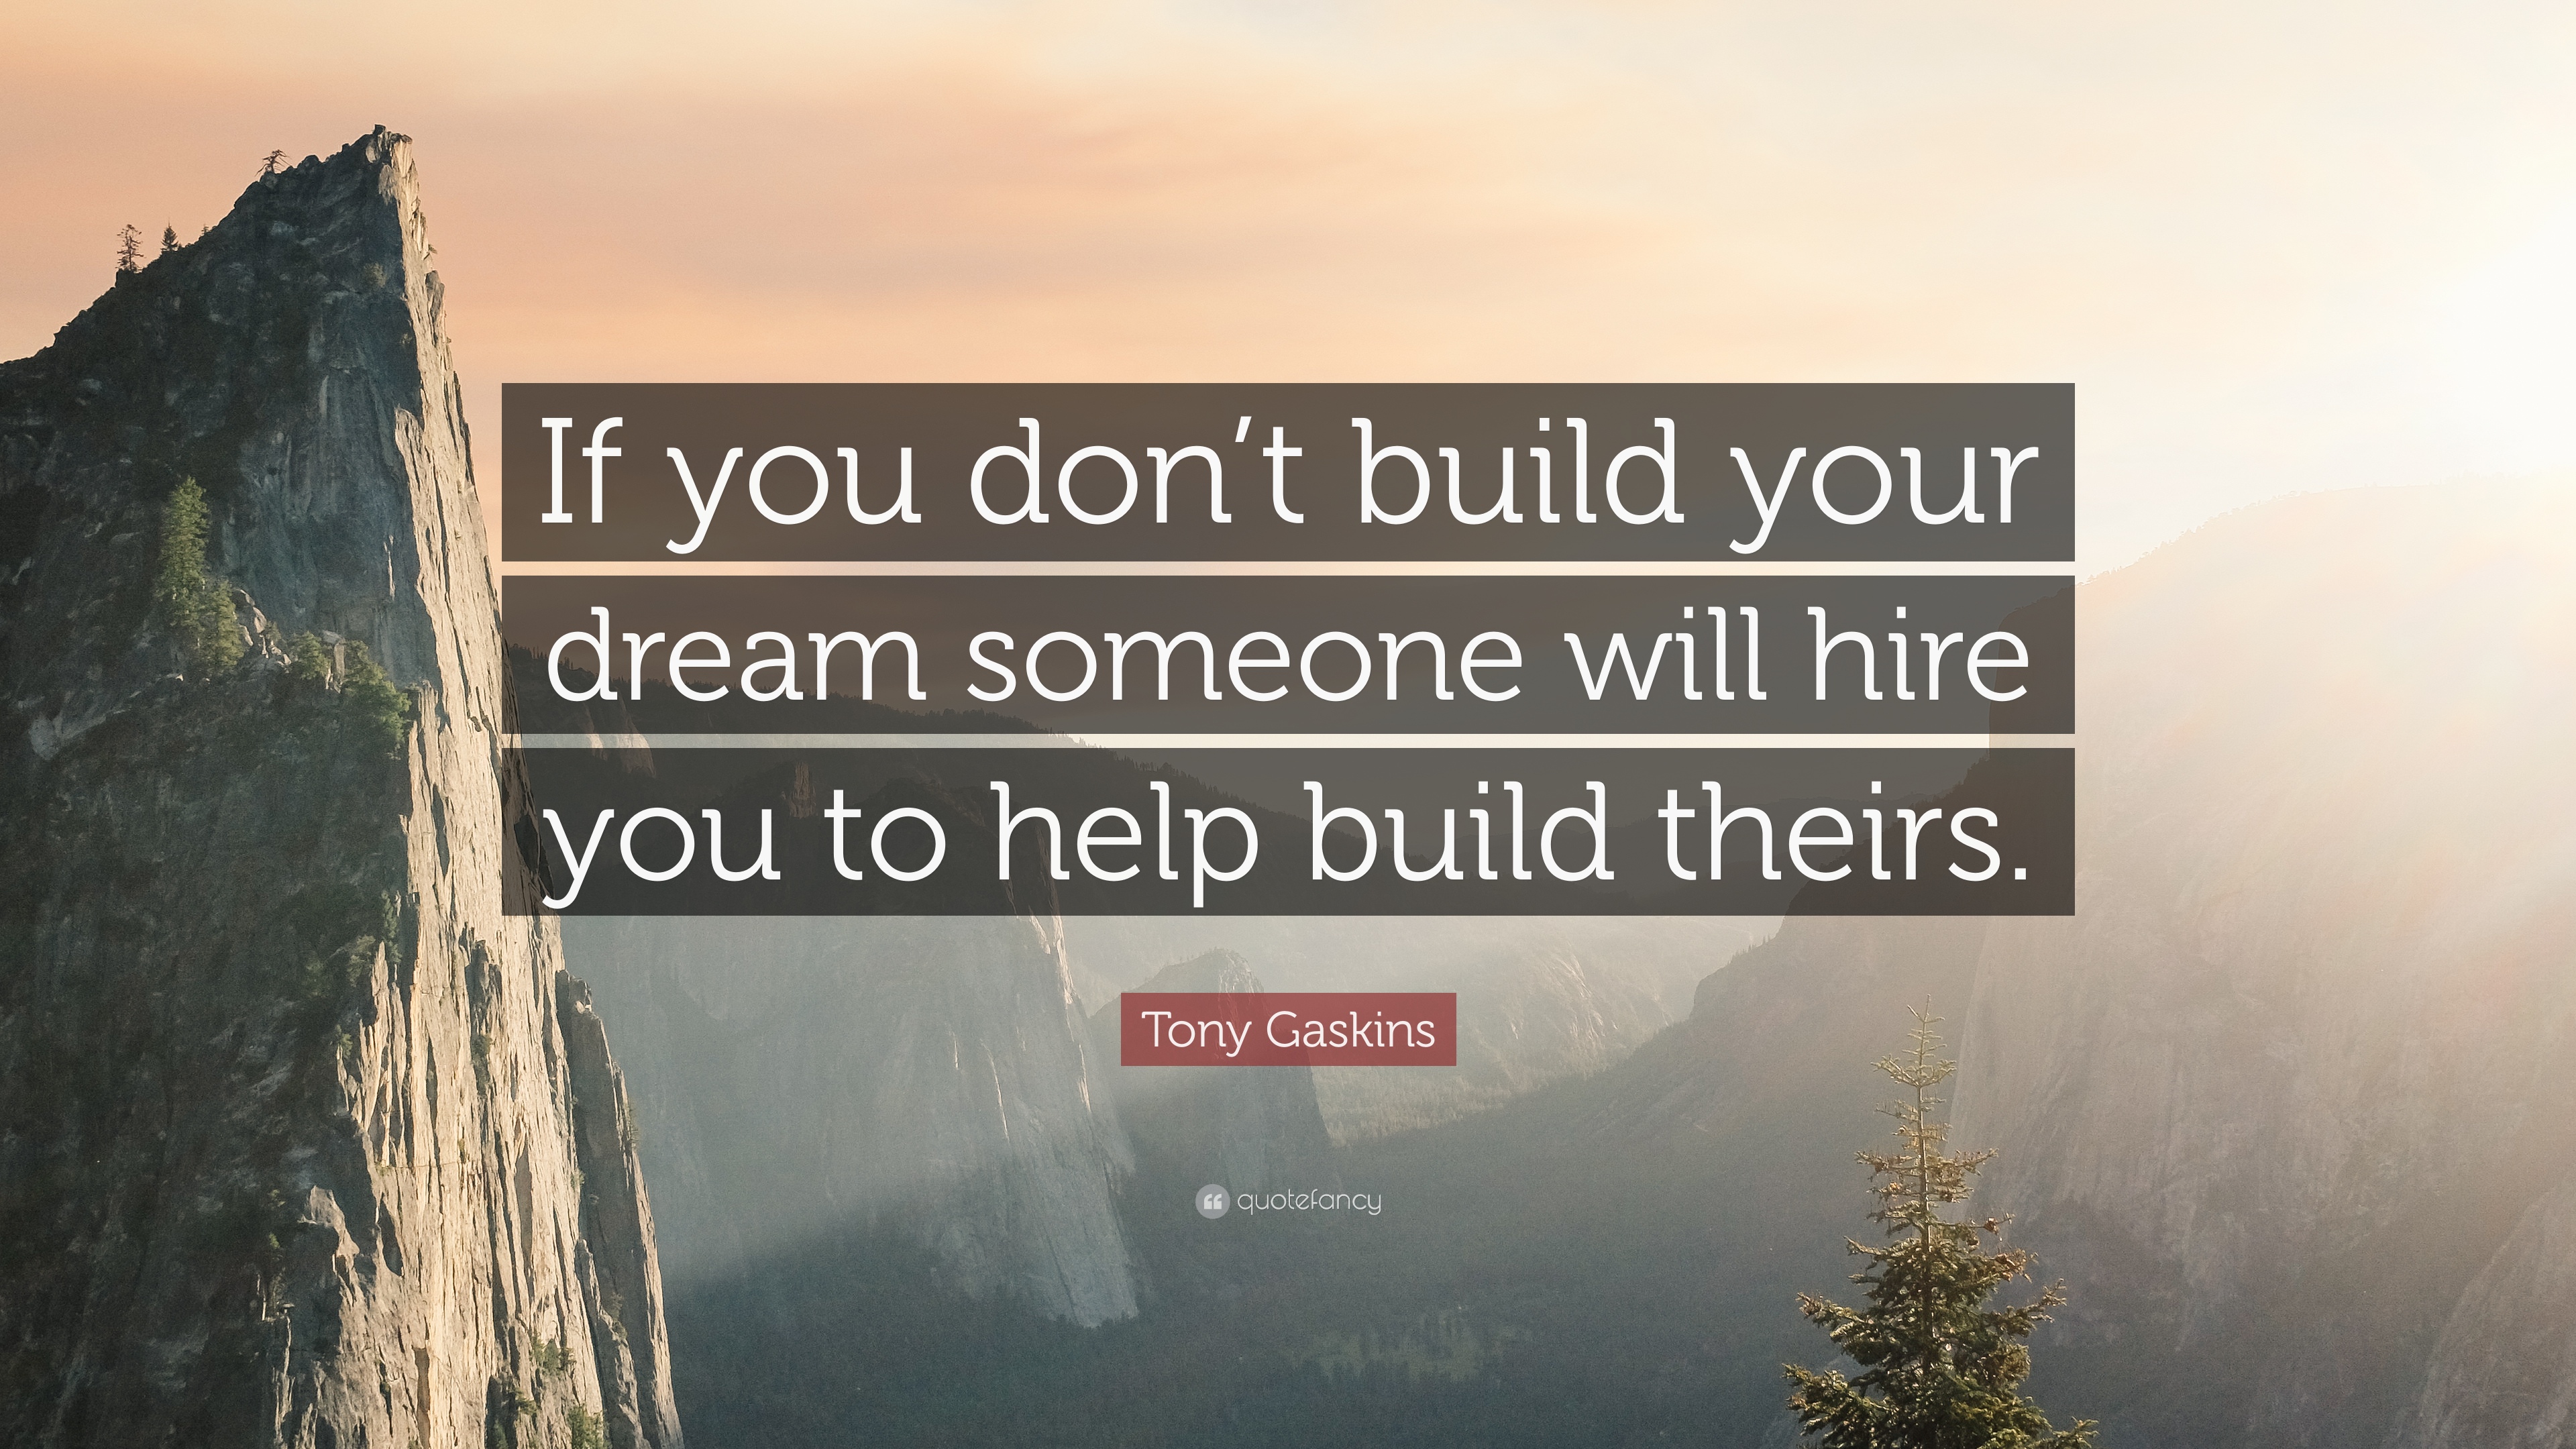 If you don’t build your
dream someone will hire
you to help build theirs.
Tony Gaskins
quotefancy